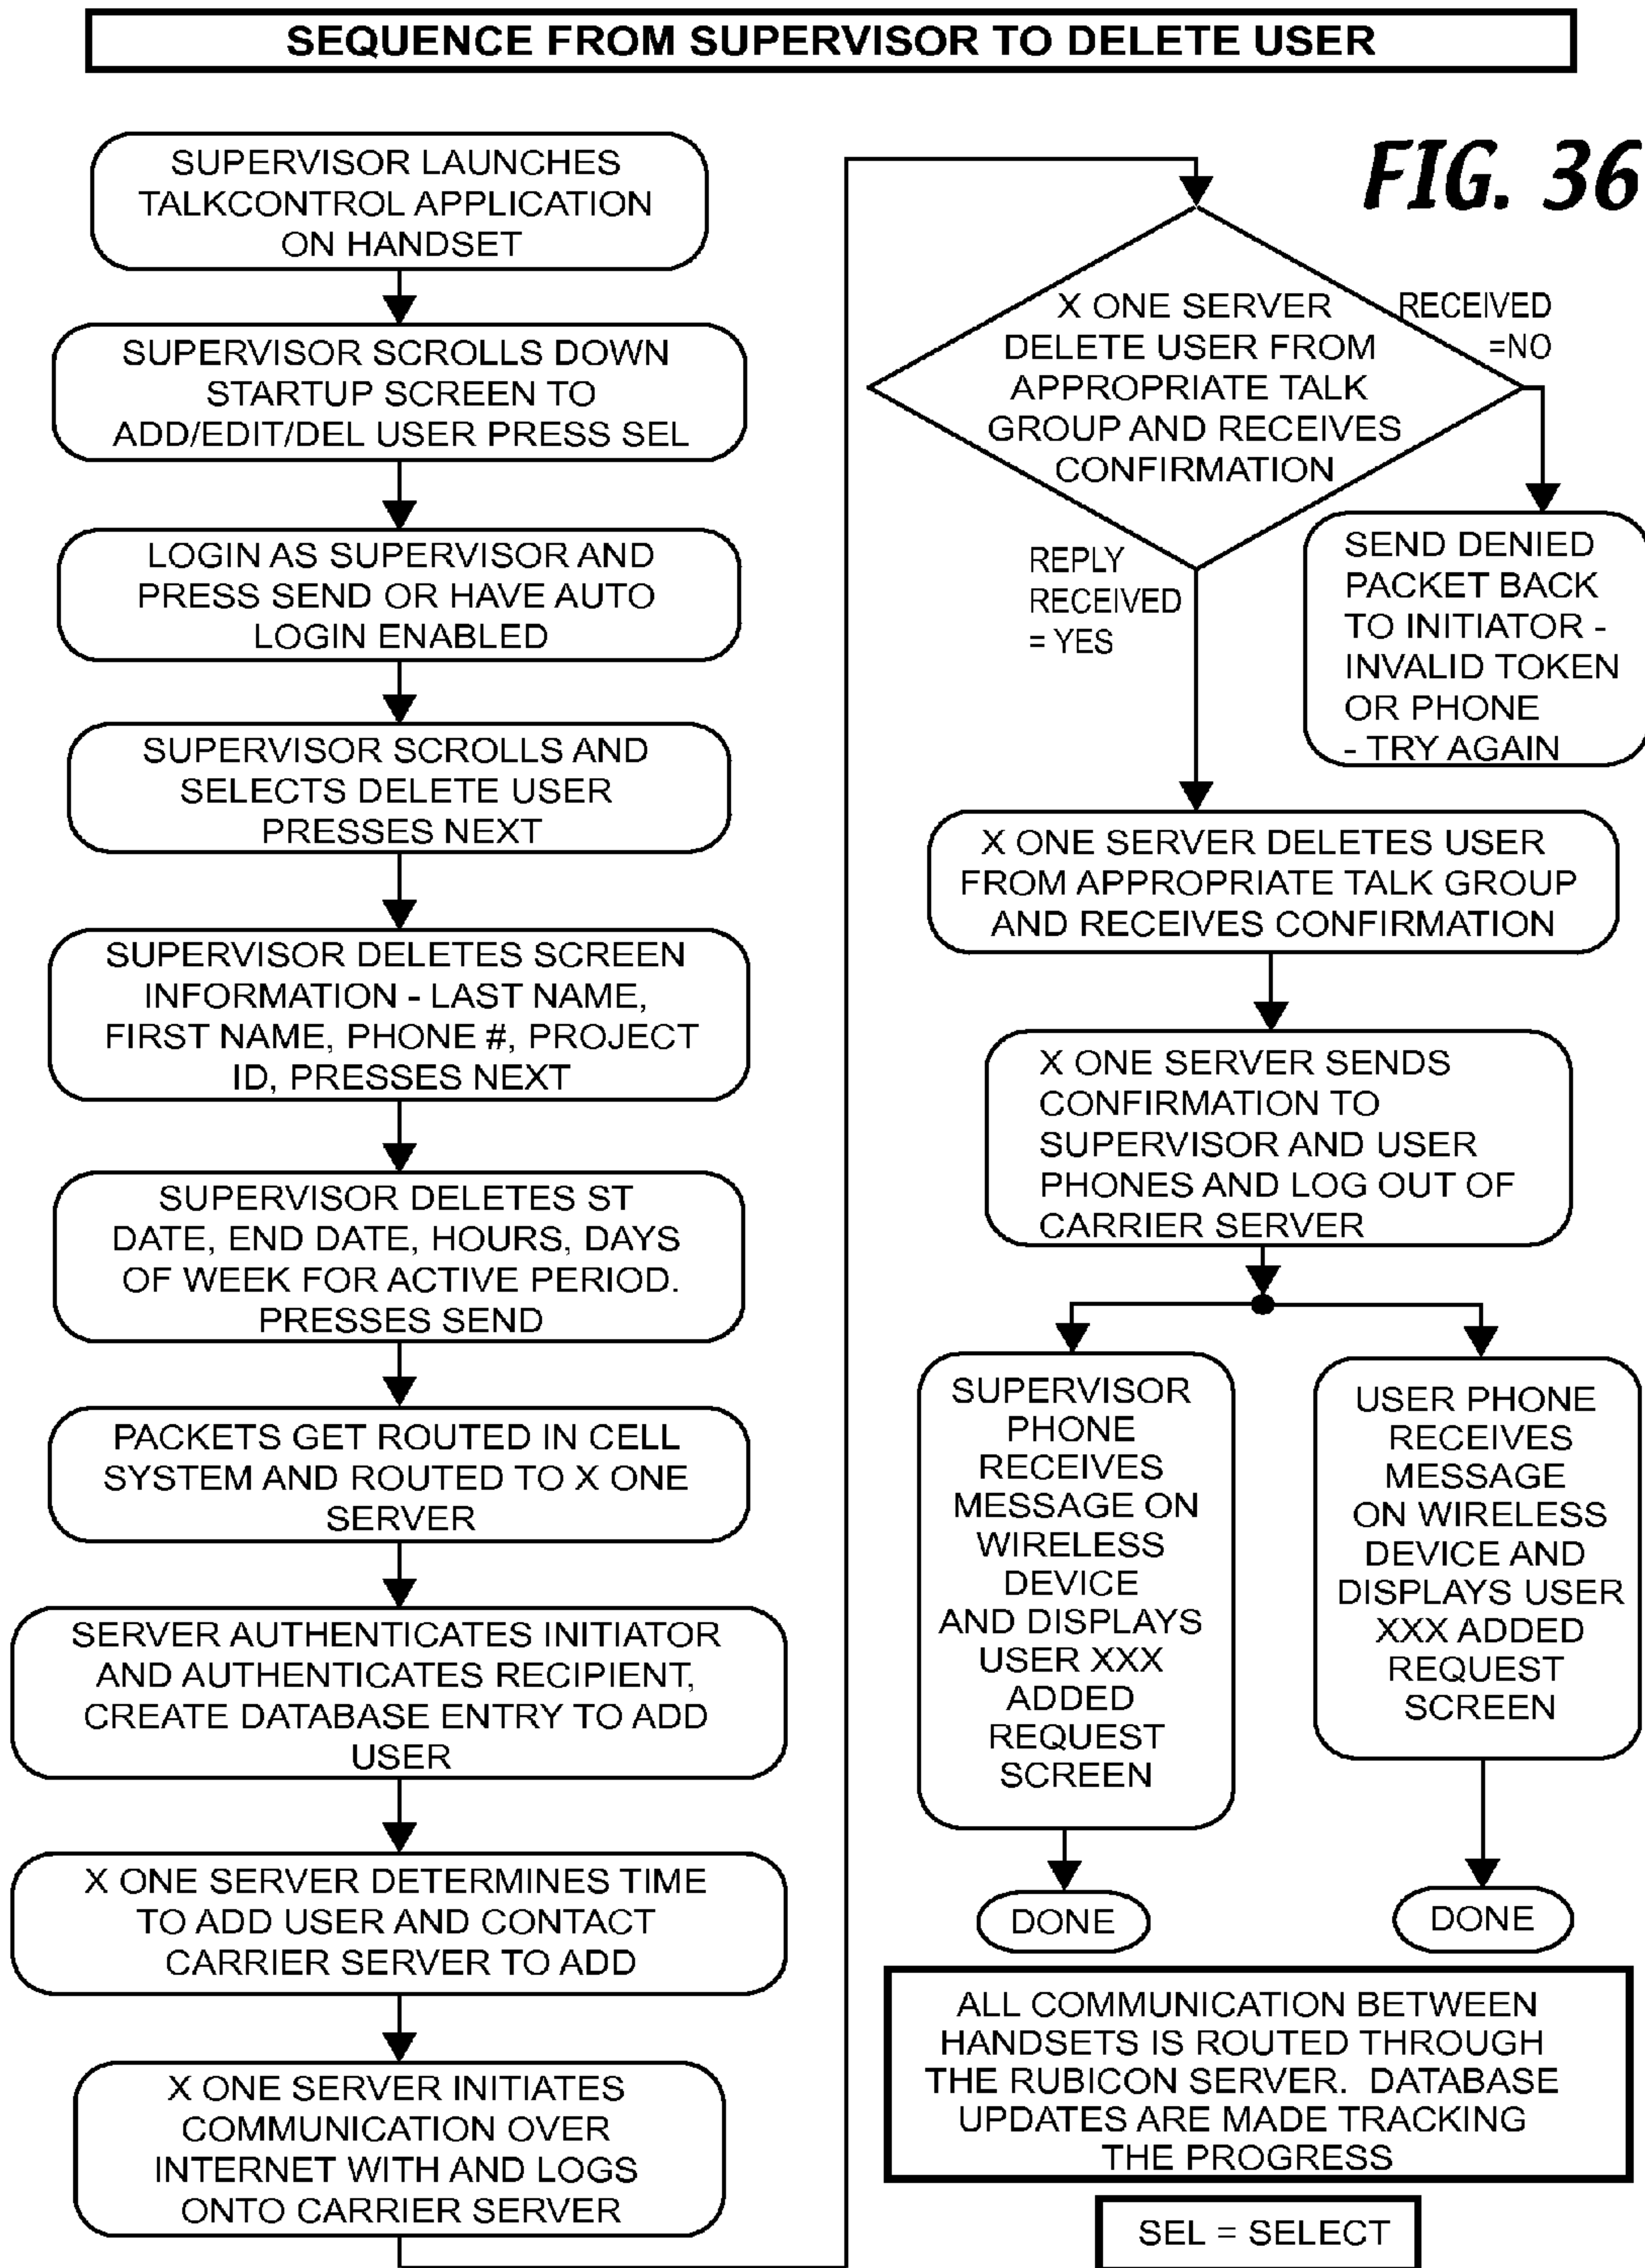 SEQUENCE FROM SUPERVISOR TO DELETE USER
FIG. 36
SUPERVISOR LAUNCHES
TALKCONTROL APPLICATION
ON HANDSET
SUPERVISOR SCROLLS DOWN
STARTUP SCREEN TO
ADD/EDIT/DEL USER PRESS SEL
LOGIN AS SUPERVISOR AND
PRESS SEND OR HAVE AUTO
LOGIN ENABLED
SUPERVISOR SCROLLS AND
SELECTS DELETE USER
PRESSES NEXT
SUPERVISOR DELETES SCREEN
INFORMATION - LAST NAME,
FIRST NAME, PHONE #, PROJECT
ID, PRESSES NEXT
SUPERVISOR DELETES ST
DATE, END DATE, HOURS, DAYS
OF WEEK FOR ACTIVE PERIOD.
PRESSES SEND
PACKETS GET ROUTED IN CELL
SYSTEM AND ROUTED TO X ONE
SERVER
SERVER AUTHENTICATES INITIATOR
AND AUTHENTICATES RECIPIENT,
CREATE DATABASE ENTRY TO ADD
USER
X ONE SERVER DETERMINES TIME
TO ADD USER AND CONTACT
CARRIER SERVER TO ADD
X ONE SERVER INITIATES
COMMUNICATION OVER
INTERNET WITH AND LOGS
ONTO CARRIER SERVER
X ONE SERVER
DELETE USER FROM
APPROPRIATE TALK
GROUP AND RECEIVES
CONFIRMATION
RECEIVED
=NO
SEND DENIED
PACKET BACK
TO INITIATOR -
INVALID TOKEN
OR PHONE
- TRY AGAIN
REPLY
RECEIVED
= YES
X ONE SERVER DELETES USER
FROM APPROPRIATE TALK GROUP
AND RECEIVES CONFIRMATION
X ONE SERVER SENDS
CONFIRMATION TO
SUPERVISOR AND USER
PHONES AND LOG OUT OF
CARRIER SERVER
SUPERVISOR
PHONE
RECEIVES
MESSAGE ON
WIRELESS
DEVICE
AND DISPLAYS
USER XXX
ADDED
REQUEST
SCREEN
DONE
USER PHONE
RECEIVES
MESSAGE
ON WIRELESS
DEVICE AND
DISPLAYS USER
XXX ADDED
REQUEST
SCREEN
DONE
ALL COMMUNICATION BETWEEN
HANDSETS IS ROUTED THROUGH
THE RUBICON SERVER. DATABASE
UPDATES ARE MADE TRACKING
THE PROGRESS
SEL = SELECT